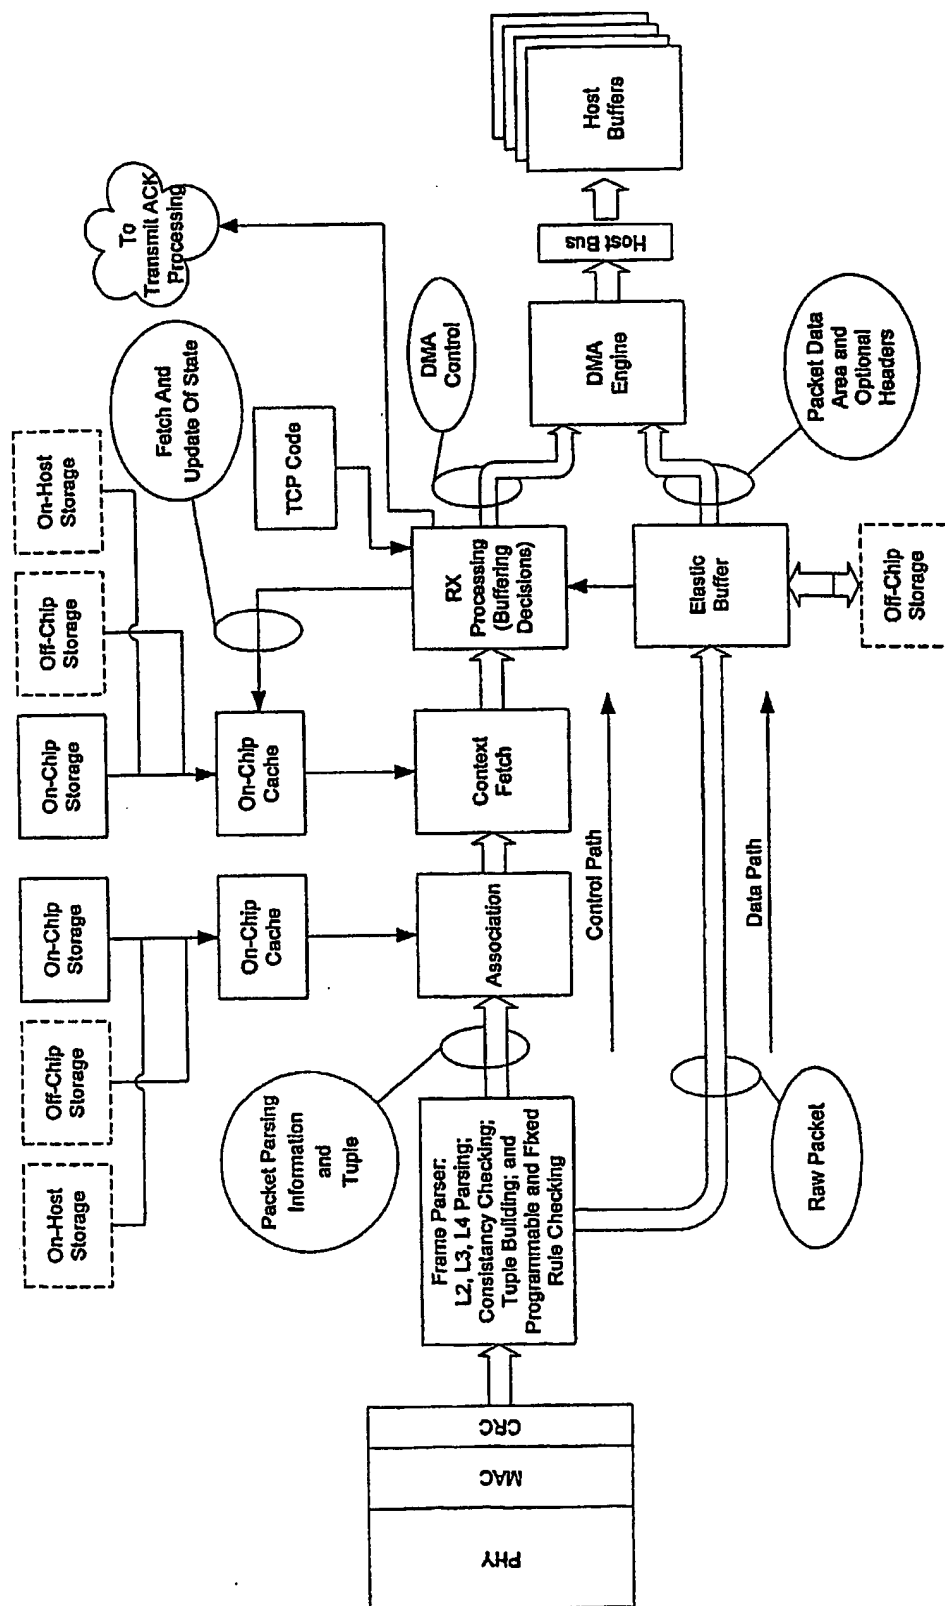 PHY
MAC
CRC
Frame Parser:
L2, L3, L4 Parsing;
Consistancy Checking;
Tuple Building; and
Programmable and Fixed
Rule Checking
Packet Parsing
Information
and
Tuple
Raw Packet
On-Host
Storage
Off-Chip
Storage
On-Chip
Storage
On-Chip
Cache
Association
On-Chip
Storage
Off-Chip
Storage
On-Host
Storage
On-Chip
Cache
Context
Fetch
Control Path
Data Path
Fetch And
Update Of State
TCP Code
RX
Processing
(Buffering
Decisions)
Elastic
Buffer
Off-Chip
Storage
To
Transmit ACK
Processing
DMA
Control
DMA
Engine
Packet Data
Area and
Optional
Headers
Host Bus
Host
Buffers